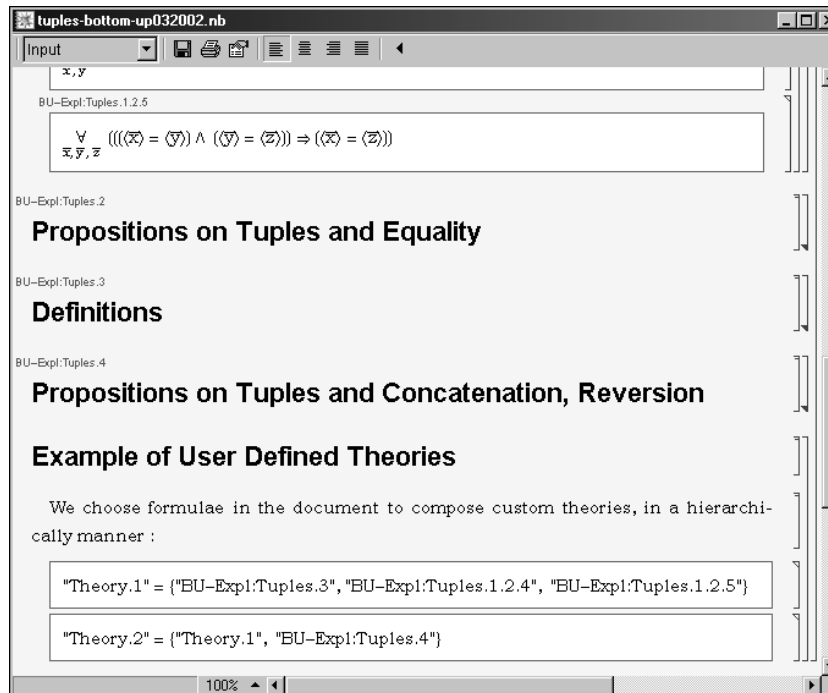 tuples-bottom-up032002.nb
Input
x̄,ȳ
BU–Expl:Tuples.1.2.5
∀ (((⟨x̄⟩ = ⟨ȳ⟩) ∧ (⟨ȳ⟩ = ⟨z̄⟩)) ⇒ (⟨x̄⟩ = ⟨z̄⟩))
x̄,ȳ,z̄
BU–Expl:Tuples.2
Propositions on Tuples and Equality
BU–Expl:Tuples.3
Definitions
BU–Expl:Tuples.4
Propositions on Tuples and Concatenation, Reversion
Example of User Defined Theories
We choose formulae in the document to compose custom theories, in a hierarchi-
cally manner :
"Theory.1" = {"BU–Expl:Tuples.3", "BU–Expl:Tuples.1.2.4", "BU–Expl:Tuples.1.2.5"}
"Theory.2" = {"Theory.1", "BU–Expl:Tuples.4"}
100%